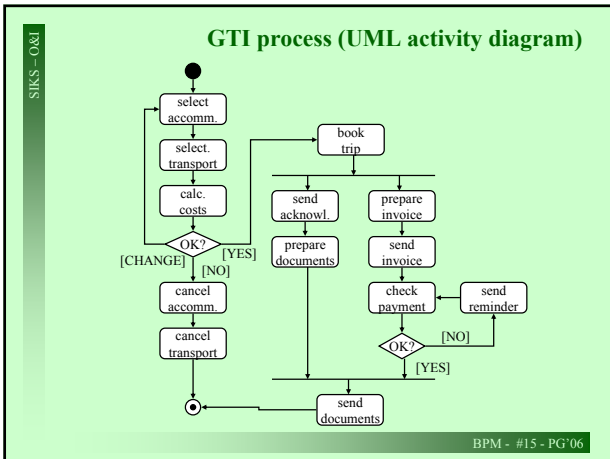 GTI process (UML activity diagram)
SIKS – O&I
select
accomm.
select.
transport
calc.
costs
OK?
[CHANGE]
[YES]
[NO]
cancel
accomm.
cancel
transport
book
trip
send
acknowl.
prepare
documents
prepare
invoice
send
invoice
check
payment
send
reminder
OK?
[NO]
[YES]
send
documents
BPM - #15 - PG'06